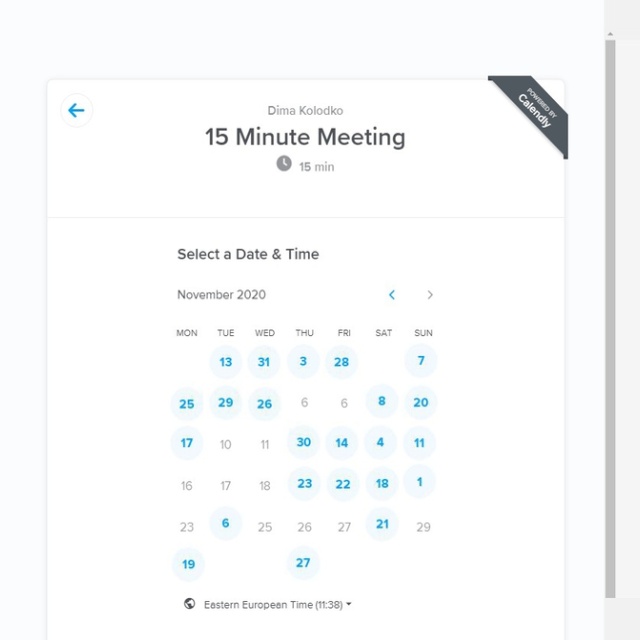 POWERED BY
Calendly
Dima Kolodko
15 Minute Meeting
15 min
Select a Date & Time
November 2020
MON TUE WED THU FRI SAT SUN
13 31 3 28 7
25 29 26 6 6 8 20
17 10 11 30 14 4 11
16 17 18 23 22 18 1
23 6 25 26 27 21 29
19 27
Eastern European Time (11:38)